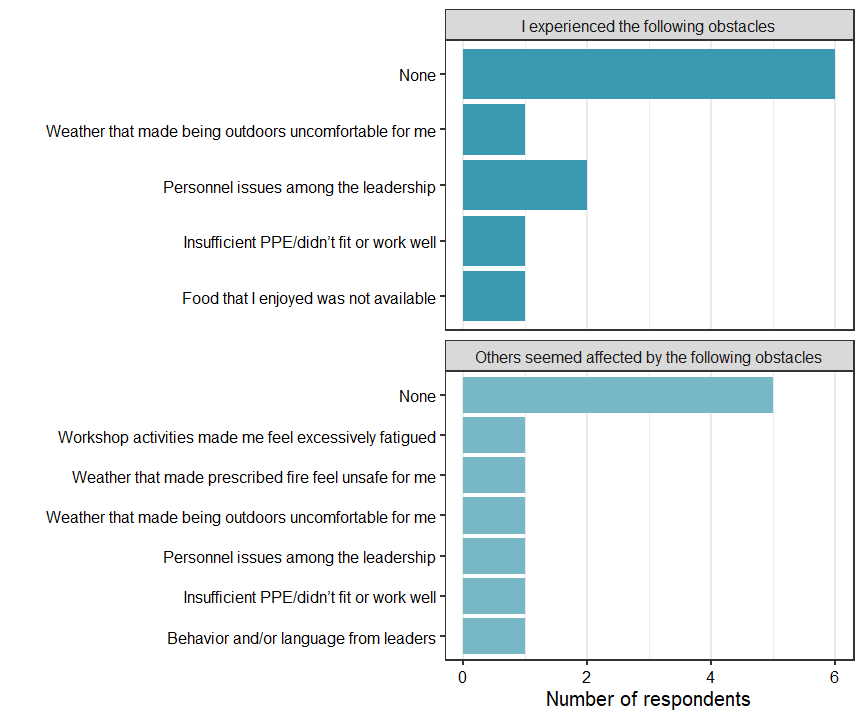 I experienced the following obstacles
None
Weather that made being outdoors uncomfortable for me
Personnel issues among the leadership
Insufficient PPE/didn’t fit or work well
Food that I enjoyed was not available
Others seemed affected by the following obstacles
None
Workshop activities made me feel excessively fatigued
Weather that made prescribed fire feel unsafe for me
Weather that made being outdoors uncomfortable for me
Personnel issues among the leadership
Insufficient PPE/didn’t fit or work well
Behavior and/or language from leaders
0 2 4 6
Number of respondents